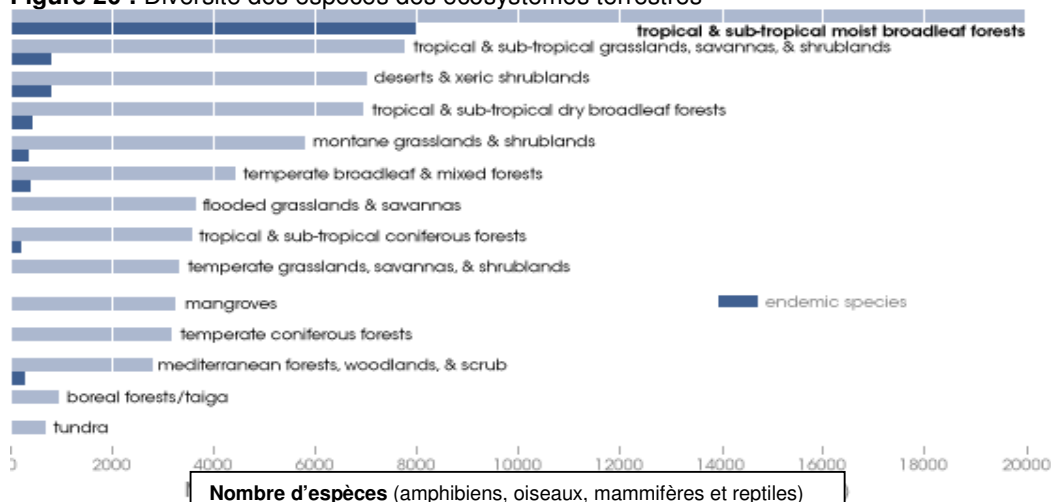 Figure 20 : Diversité des espèces des écosystèmes terrestres
tropical & sub-tropical moist broadleaf forests
tropical & sub-tropical grasslands, savannas, & shrublands
deserts & xeric shrublands
tropical & sub-tropical dry broadleaf forests
montane grasslands & shrublands
temperate broadleaf & mixed forests
flooded grasslands & savannas
tropical & sub-tropical coniferous forests
temperate grasslands, savannas, & shrublands
mangroves
endemic species
temperate coniferous forests
mediterranean forests, woodlands, & scrub
boreal forests/taiga
tundra
0 2000 4000 6000 8000 10000 12000 14000 16000 18000 20000
Nombre d'espèces (amphibiens, oiseaux, mammifères et reptiles)